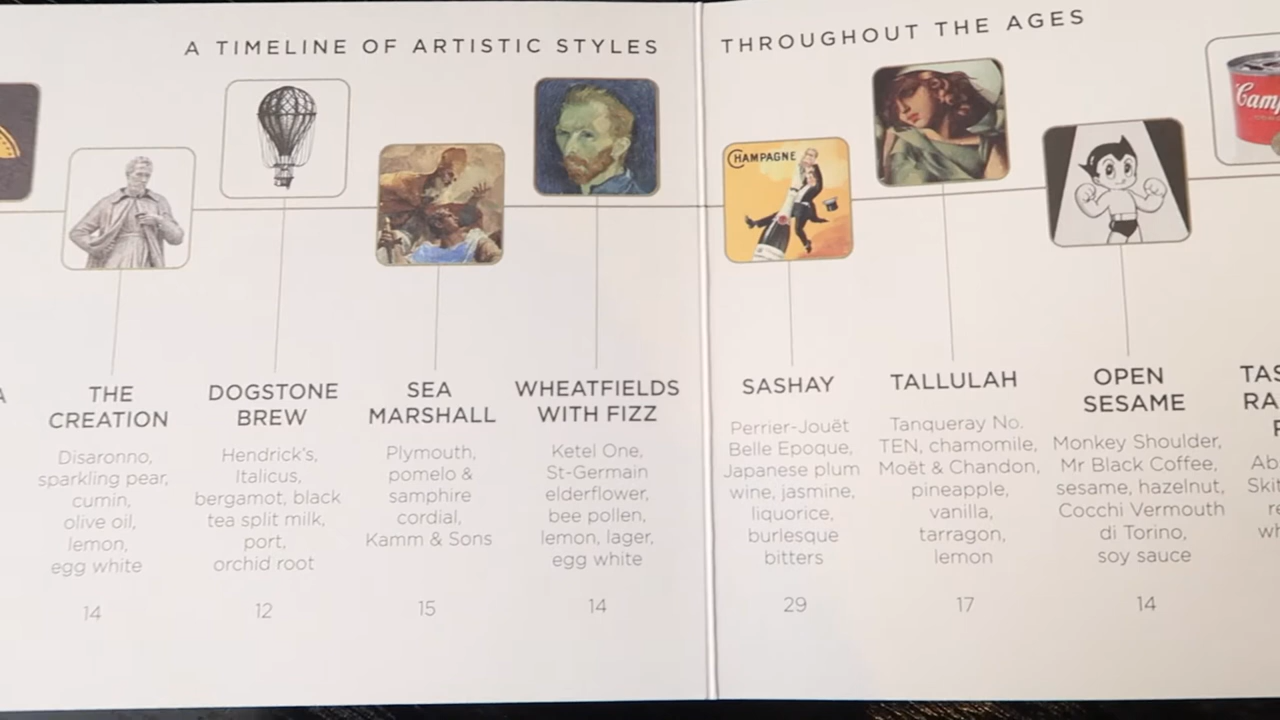 A TIMELINE OF ARTISTIC STYLES
THROUGHOUT THE AGES
CHAMPAGNE
THE
CREATION
Disaronno,
sparkling pear,
cumin,
olive oil,
lemon,
egg white
14
DOGSTONE
BREW
Hendrick's,
Italicus,
bergamot, black
tea split milk,
port,
orchid root
12
SEA
MARSHALL
Plymouth,
pomelo &
samphire
cordial,
Kamm & Sons
15
WHEATFIELDS
WITH FIZZ
Ketel One,
St-Germain
elderflower,
bee pollen,
lemon, lager,
egg white
14
SASHAY
Perrier-Jouët
Belle Epoque,
Japanese plum
wine, jasmine,
liquorice,
burlesque
bitters
29
TALLULAH
Tanqueray No.
TEN, chamomile,
Moët & Chandon,
pineapple,
vanilla,
tarragon,
lemon
17
OPEN
SESAME
Monkey Shoulder,
Mr Black Coffee,
sesame, hazelnut,
Cocchi Vermouth
di Torino,
soy sauce
14